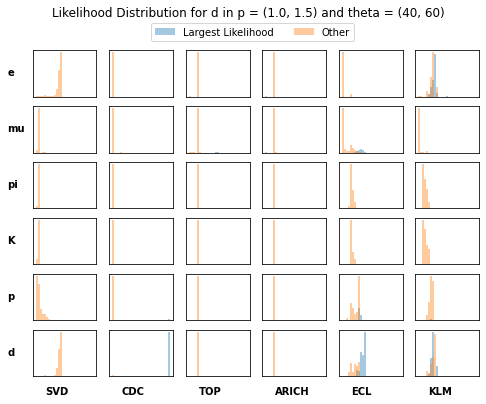 Likelihood Distribution for d in p = (1.0, 1.5) and theta = (40, 60)
Largest Likelihood Other
e
mu
pi
K
p
d
SVD CDC TOP ARICH ECL KLM